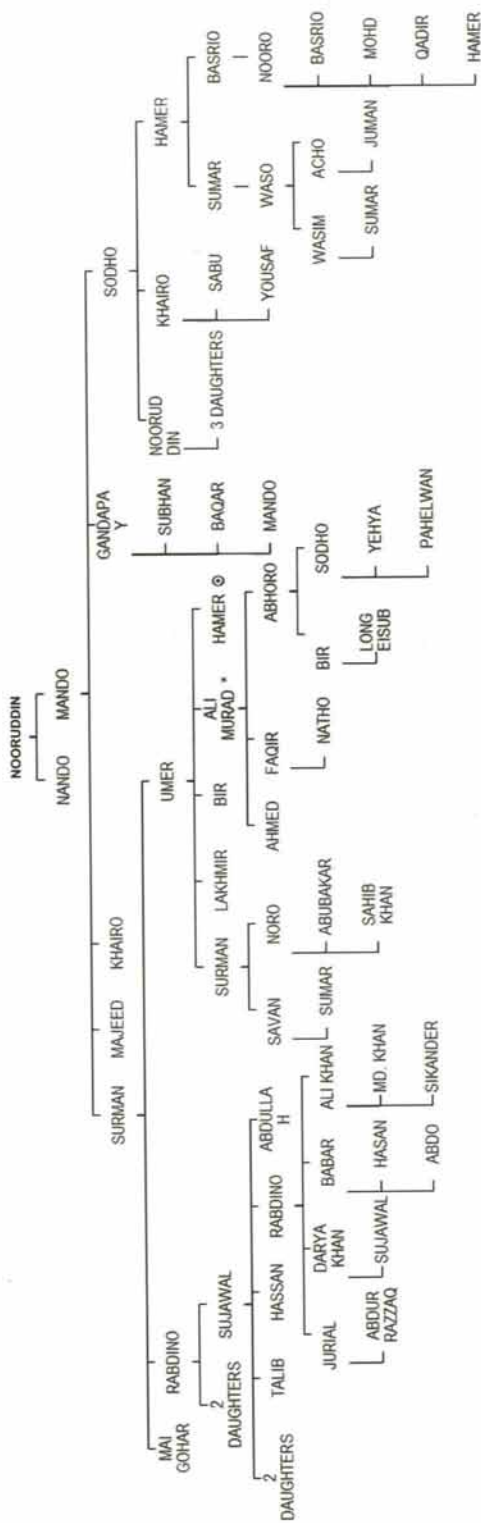 NOORUDDIN
NANDO MANDO
SURMAN MAJEED KHAIRO GANDAPA
Y SODHO
MAI
GOHAR RABDINO UMER SUBHAN NOORUD
DIN KHAIRO HAMER
2
DAUGHTERS SUJAWAL SURMAN LAKHMIR BIR ALI
MURAD * HAMER ⊙ BAQAR 3 DAUGHTERS SABU SUMAR BASRIO
2
DAUGHTERS TALIB HASSAN RABDINO ABDULLA
H SAVAN NORO AHMED FAQIR ABHORO MANDO YOUSAF WASO NOORO
JURIAL DARYA
KHAN BABAR ALI KHAN SUMAR ABUBAKAR NATHO BIR SODHO WASIM ACHO BASRIO
ABDUR
RAZZAQ SUJAWAL HASAN MD. KHAN SAHIB
KHAN LONG
EISUB YEHYA SUMAR JUMAN MOHD
ABDO SIKANDER PAHELWAN QADIR
HAMER